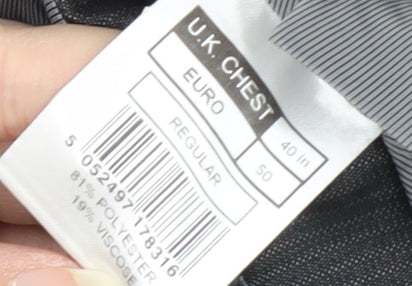 U.K. CHEST 40 in
EURO 50
REGULAR
5 052497 178316
81% POLYESTER
19% VISCOSE